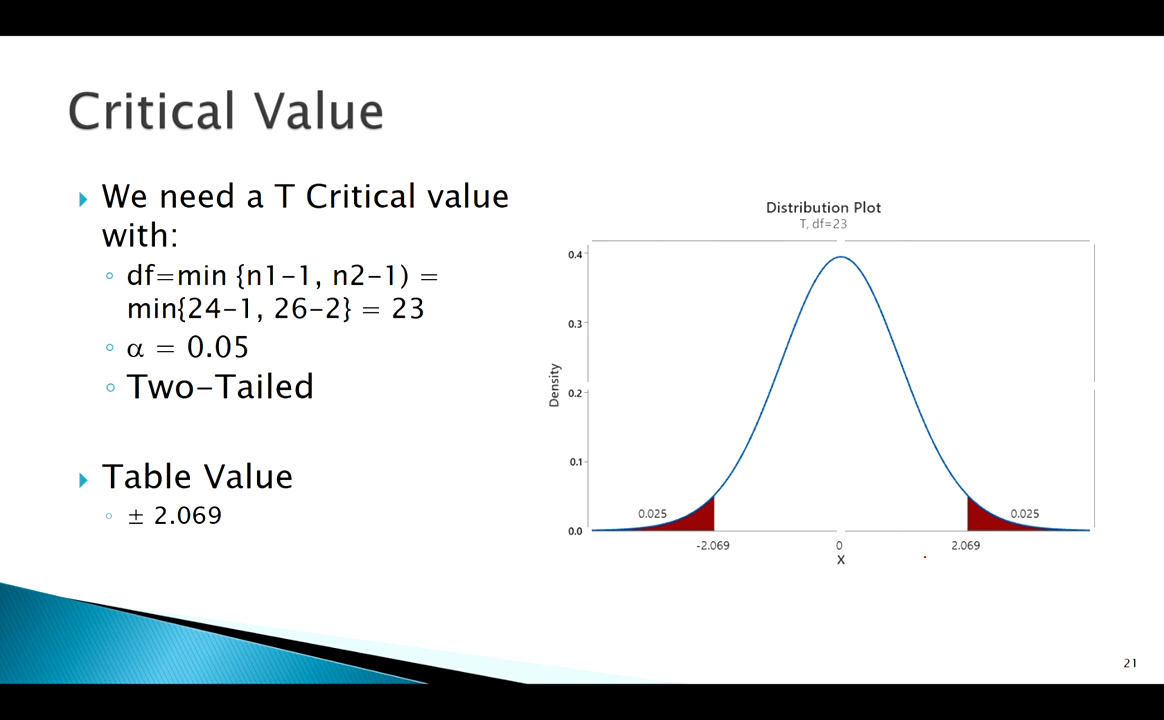 Critical Value
We need a T Critical value
with:
df=min {n1-1, n2-1) =
min{24-1, 26-2} = 23
α = 0.05
Two-Tailed
Table Value
± 2.069
Distribution Plot
T, df=23
0.4
0.3
0.2
0.1
0.0
Density
0.025
0.025
-2.069
0
2.069
X
21